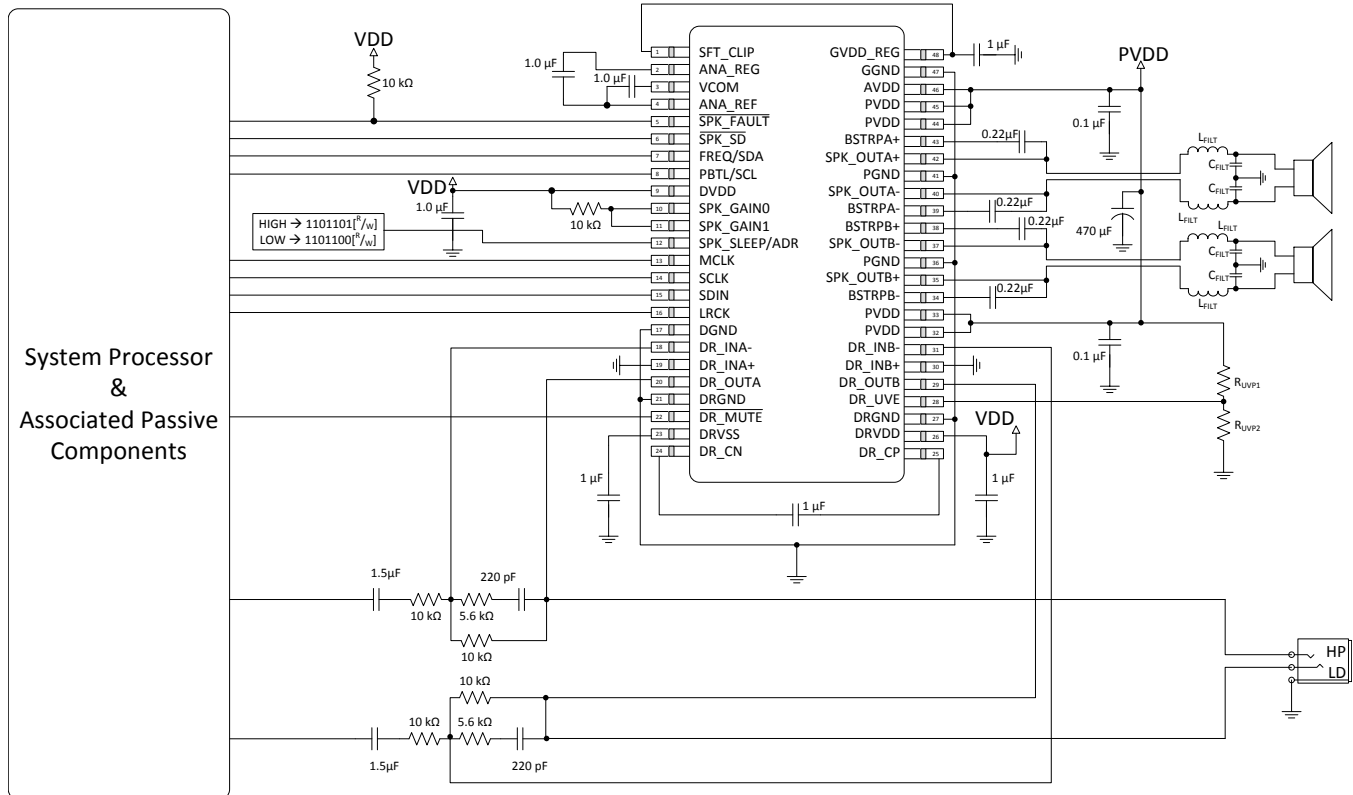 System Processor
&
Associated Passive
Components
VDD
10 kΩ
1.0 µF
1.0 µF
VDD
1.0 µF
10 kΩ
HIGH → 1101101[R/W]
LOW → 1101100[R/W]
1 SFT_CLIP
2 ANA_REG
3 VCOM
4 ANA_REF
5 SPK_FAULT
6 SPK_SD
7 FREQ/SDA
8 PBTL/SCL
9 DVDD
10 SPK_GAIN0
11 SPK_GAIN1
12 SPK_SLEEP/ADR
13 MCLK
14 SCLK
15 SDIN
16 LRCK
17 DGND
18 DR_INA-
19 DR_INA+
20 DR_OUTA
21 DRGND
22 DR_MUTE
23 DRVSS
24 DR_CN
GVDD_REG 48
GGND 47
AVDD 46
PVDD 45
PVDD 44
BSTRPA+ 43
SPK_OUTA+ 42
PGND 41
SPK_OUTA- 40
BSTRPA- 39
BSTRPB+ 38
SPK_OUTB- 37
PGND 36
SPK_OUTB+ 35
BSTRPB- 34
PVDD 33
PVDD 32
DR_INB- 31
DR_INB+ 30
DR_OUTB 29
DR_UVE 28
DRGND 27
DRVDD 26
DR_CP 25
1 µF
PVDD
0.1 µF
0.22µF
0.22µF
0.22µF
0.22µF
470 µF
LFILT
CFILT
CFILT
LFILT
LFILT
CFILT
CFILT
LFILT
0.1 µF
RUVP1
RUVP2
VDD
1 µF
1 µF
1 µF
1.5µF
10 kΩ
5.6 kΩ
220 pF
10 kΩ
10 kΩ
10 kΩ
5.6 kΩ
1.5µF
220 pF
HP
LD